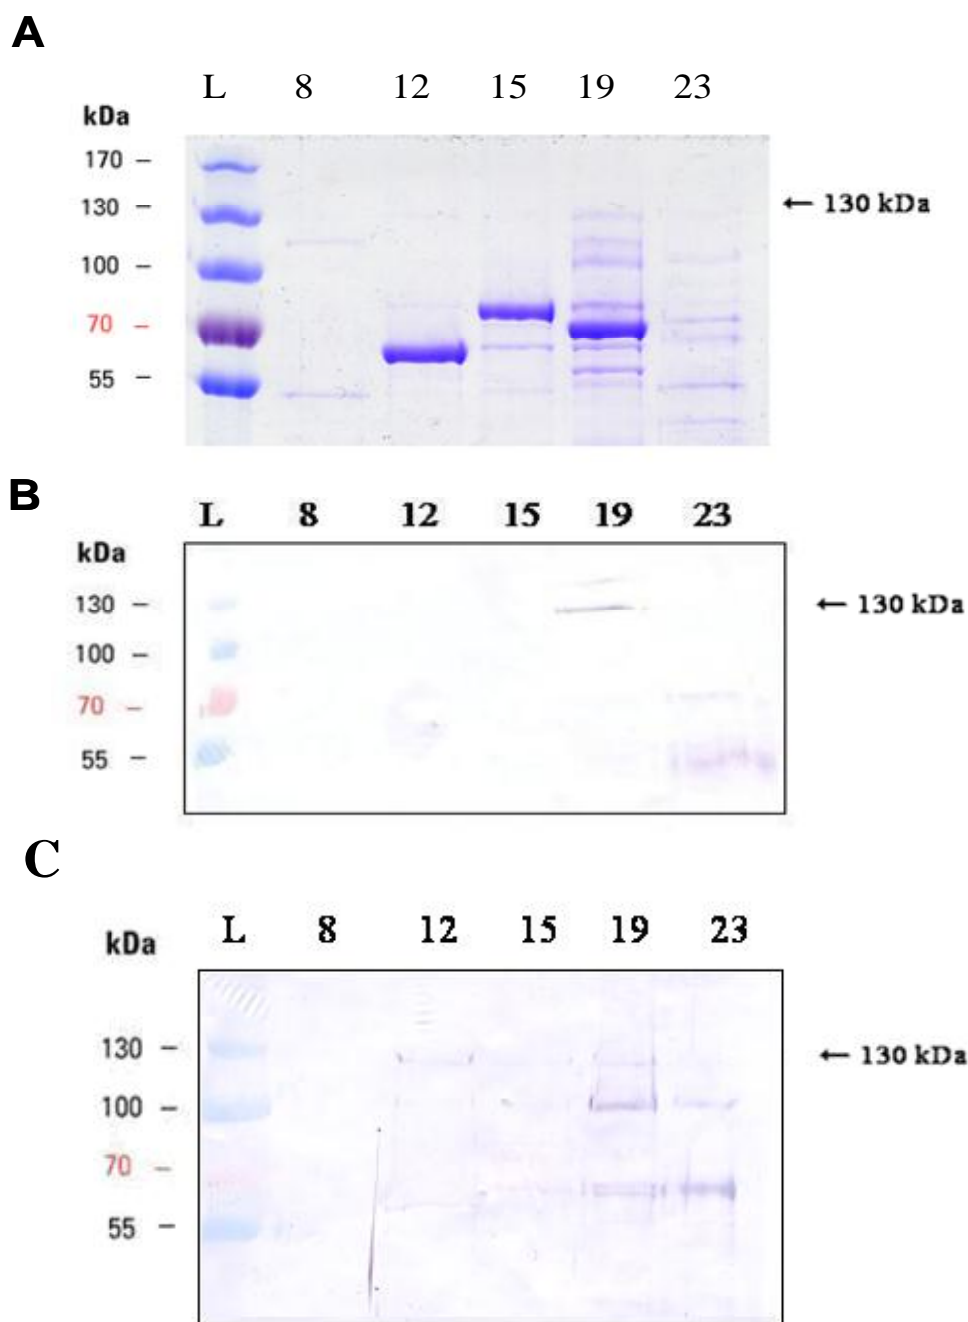 A
L 8 12 15 19 23
kDa
170 –
130 –
← 130 kDa
100 –
70 –
55 –
B
L 8 12 15 19 23
kDa
130 –
← 130 kDa
100 –
70 –
55 –
C
L 8 12 15 19 23
kDa
130 –
← 130 kDa
100 –
70 –
55 –